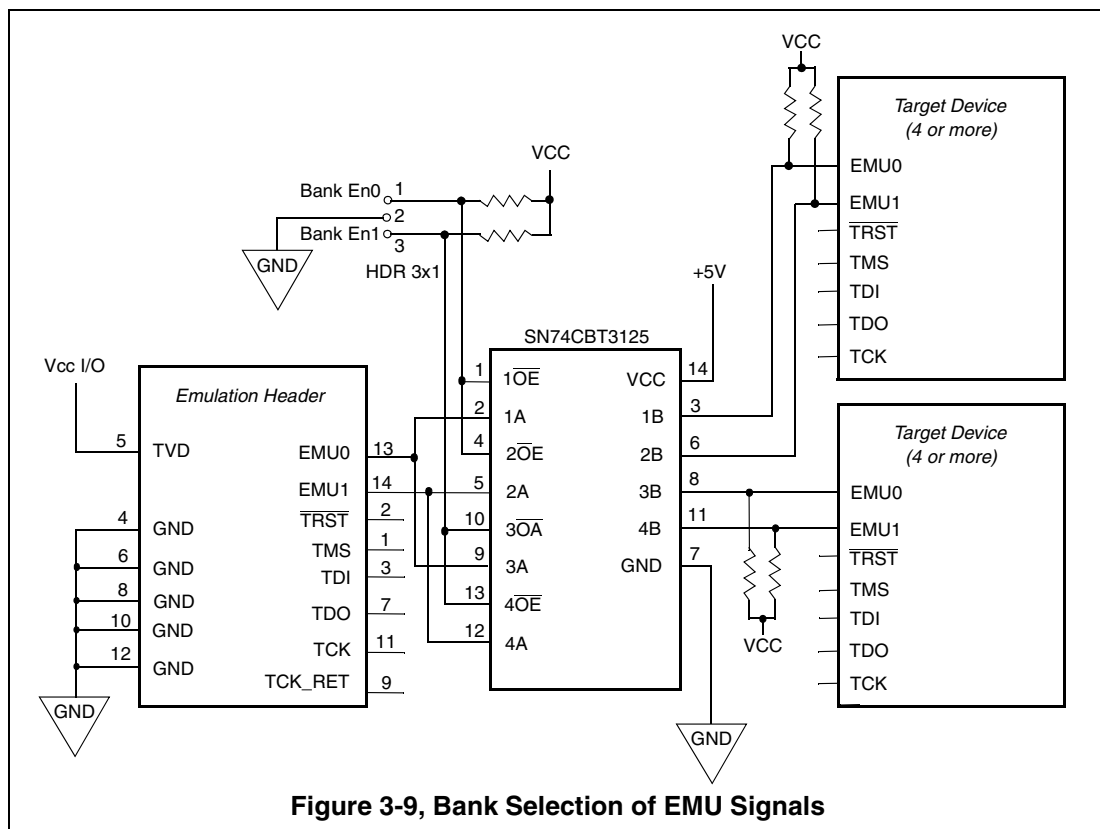 VCC
Target Device
(4 or more)
EMU0
EMU1
TRST
TMS
TDI
TDO
TCK
VCC
Bank En0 1
2
Bank En1 3
GND
HDR 3x1
+5V
SN74CBT3125
1 1OE
2 1A
4 2OE
5 2A
10 3OA
9 3A
13 4OE
12 4A
VCC 14
1B 3
2B 6
3B 8
4B 11
GND 7
GND
Vcc I/O
Emulation Header
5 TVD
4 GND
6 GND
8 GND
10 GND
12 GND
GND
EMU0 13
EMU1 14
TRST 2
TMS 1
TDI 3
TDO 7
TCK 11
TCK_RET 9
Target Device
(4 or more)
EMU0
EMU1
TRST
TMS
TDI
TDO
TCK
VCC
Figure 3-9, Bank Selection of EMU Signals